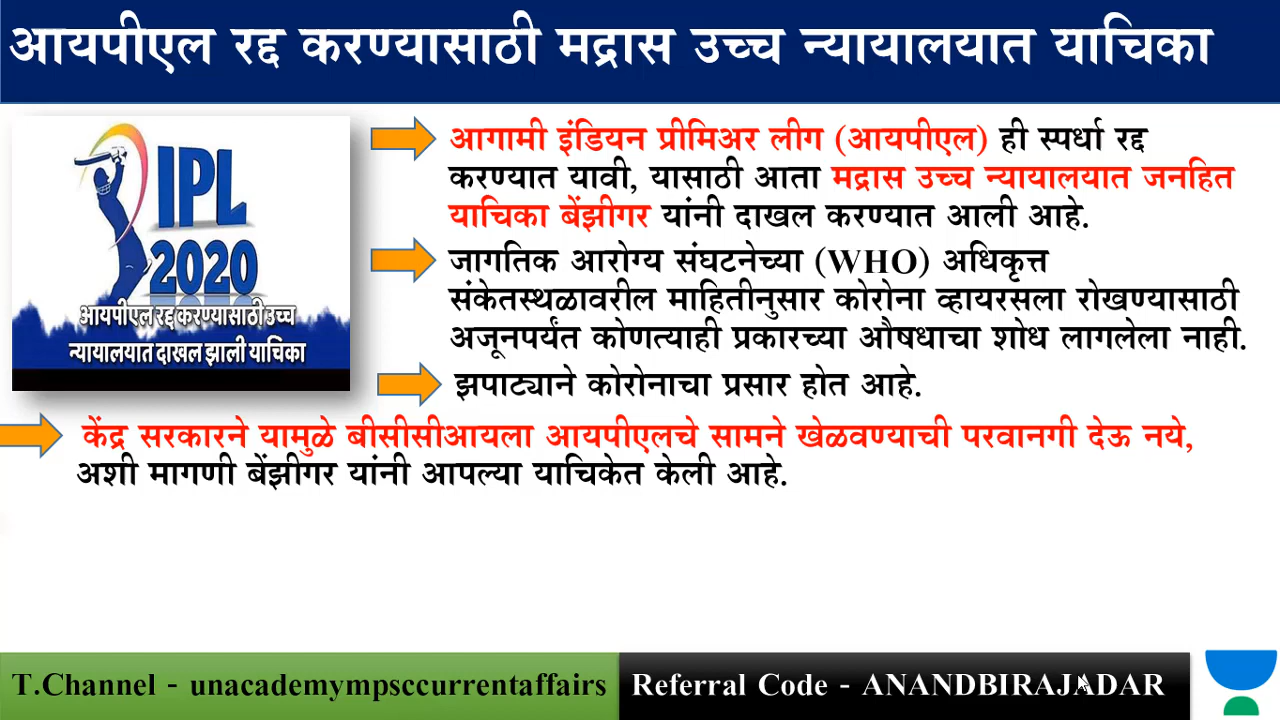 आयपीएल रद्द करण्यासाठी मद्रास उच्च न्यायालयात याचिका
IPL
2020
आयपीएल रद्द करण्यासाठी उच्च
न्यायालयात दाखल झाली याचिका
आगामी इंडियन प्रीमिअर लीग (आयपीएल) ही स्पर्धा रद्द
करण्यात यावी, यासाठी आता मद्रास उच्च न्यायालयात जनहित
याचिका बेंझीगर यांनी दाखल करण्यात आली आहे.
जागतिक आरोग्य संघटनेच्या (WHO) अधिकृत्त
संकेतस्थळावरील माहितीनुसार कोरोना व्हायरसला रोखण्यासाठी
अजूनपर्यंत कोणत्याही प्रकारच्या औषधाचा शोध लागलेला नाही.
झपाट्याने कोरोनाचा प्रसार होत आहे.
केंद्र सरकारने यामुळे बीसीसीआयला आयपीएलचे सामने खेळवण्याची परवानगी देऊ नये,
अशी मागणी बेंझीगर यांनी आपल्या याचिकेत केली आहे.
T.Channel - unacademympsccurrentaffairs
Referral Code - ANANDBIRAJADAR